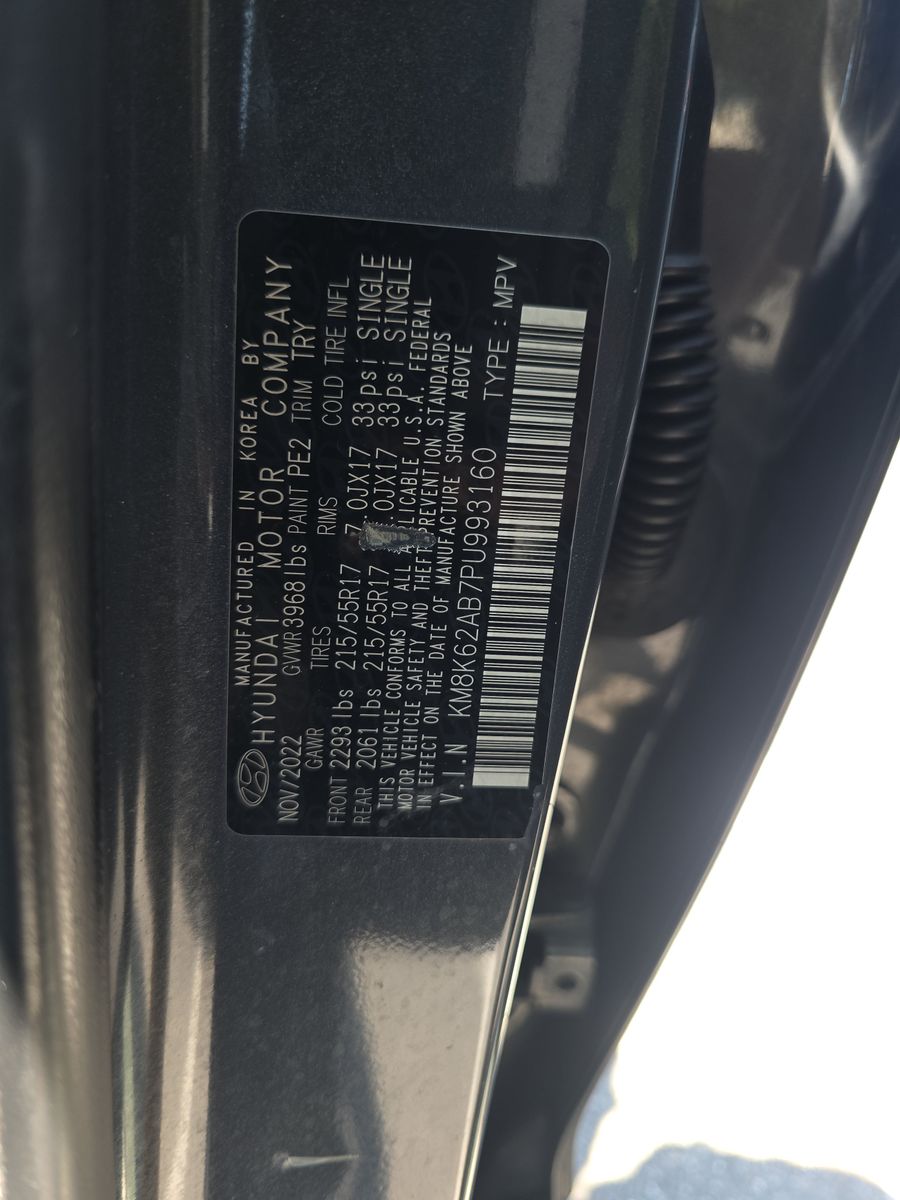 MANUFACTURED IN KOREA BY
HYUNDAI MOTOR COMPANY
NOV/2022 GVWR 3968 lbs PAINT PE2 TRIM TRY
GAWR TIRES RIMS COLD TIRE INFL
FRONT 2293 lbs 215/55R17 7.0JX17 33psi SINGLE
REAR 2061 lbs 215/55R17 .0JX17 33psi SINGLE
THIS VEHICLE CONFORMS TO ALL APPLICABLE U.S.A. FEDERAL
MOTOR VEHICLE SAFETY AND THEFT PREVENTION STANDARDS
IN EFFECT ON THE DATE OF MANUFACTURE SHOWN ABOVE
V.I.N KM8K62AB7PU993160 TYPE : MPV